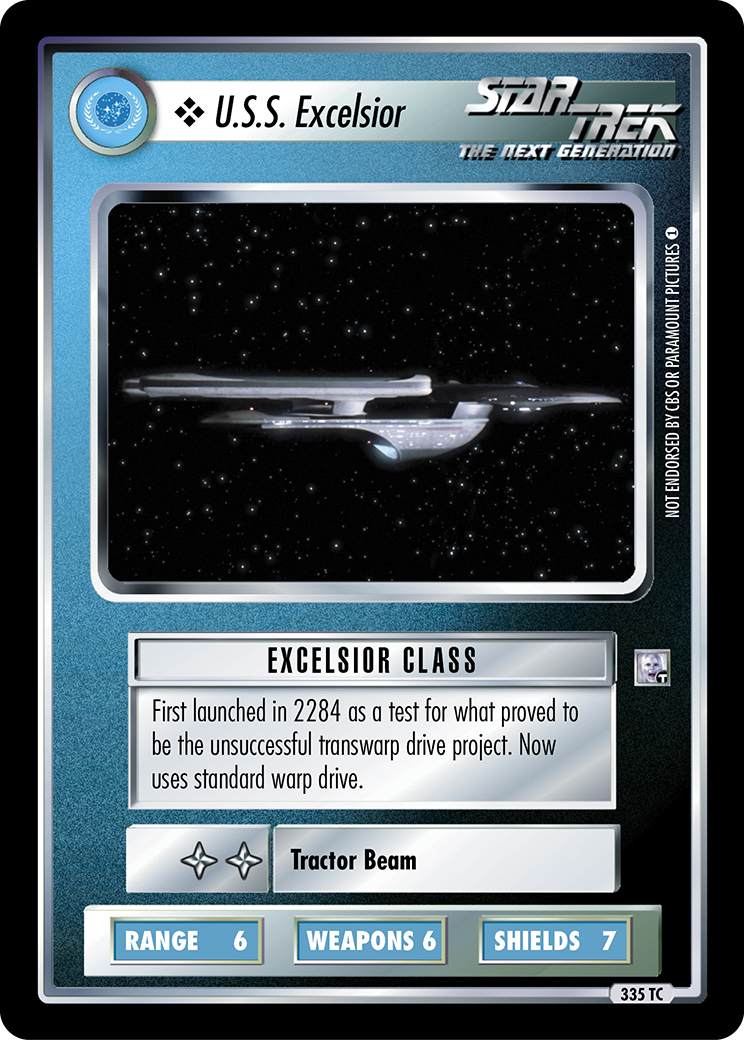 ❖ U.S.S. Excelsior
STAR TREK
THE NEXT GENERATION
NOT ENDORSED BY CBS OR PARAMOUNT PICTURES 1
EXCELSIOR CLASS
T
First launched in 2284 as a test for what proved to
be the unsuccessful transwarp drive project. Now
uses standard warp drive.
Tractor Beam
RANGE 6 WEAPONS 6 SHIELDS 7
335 TC